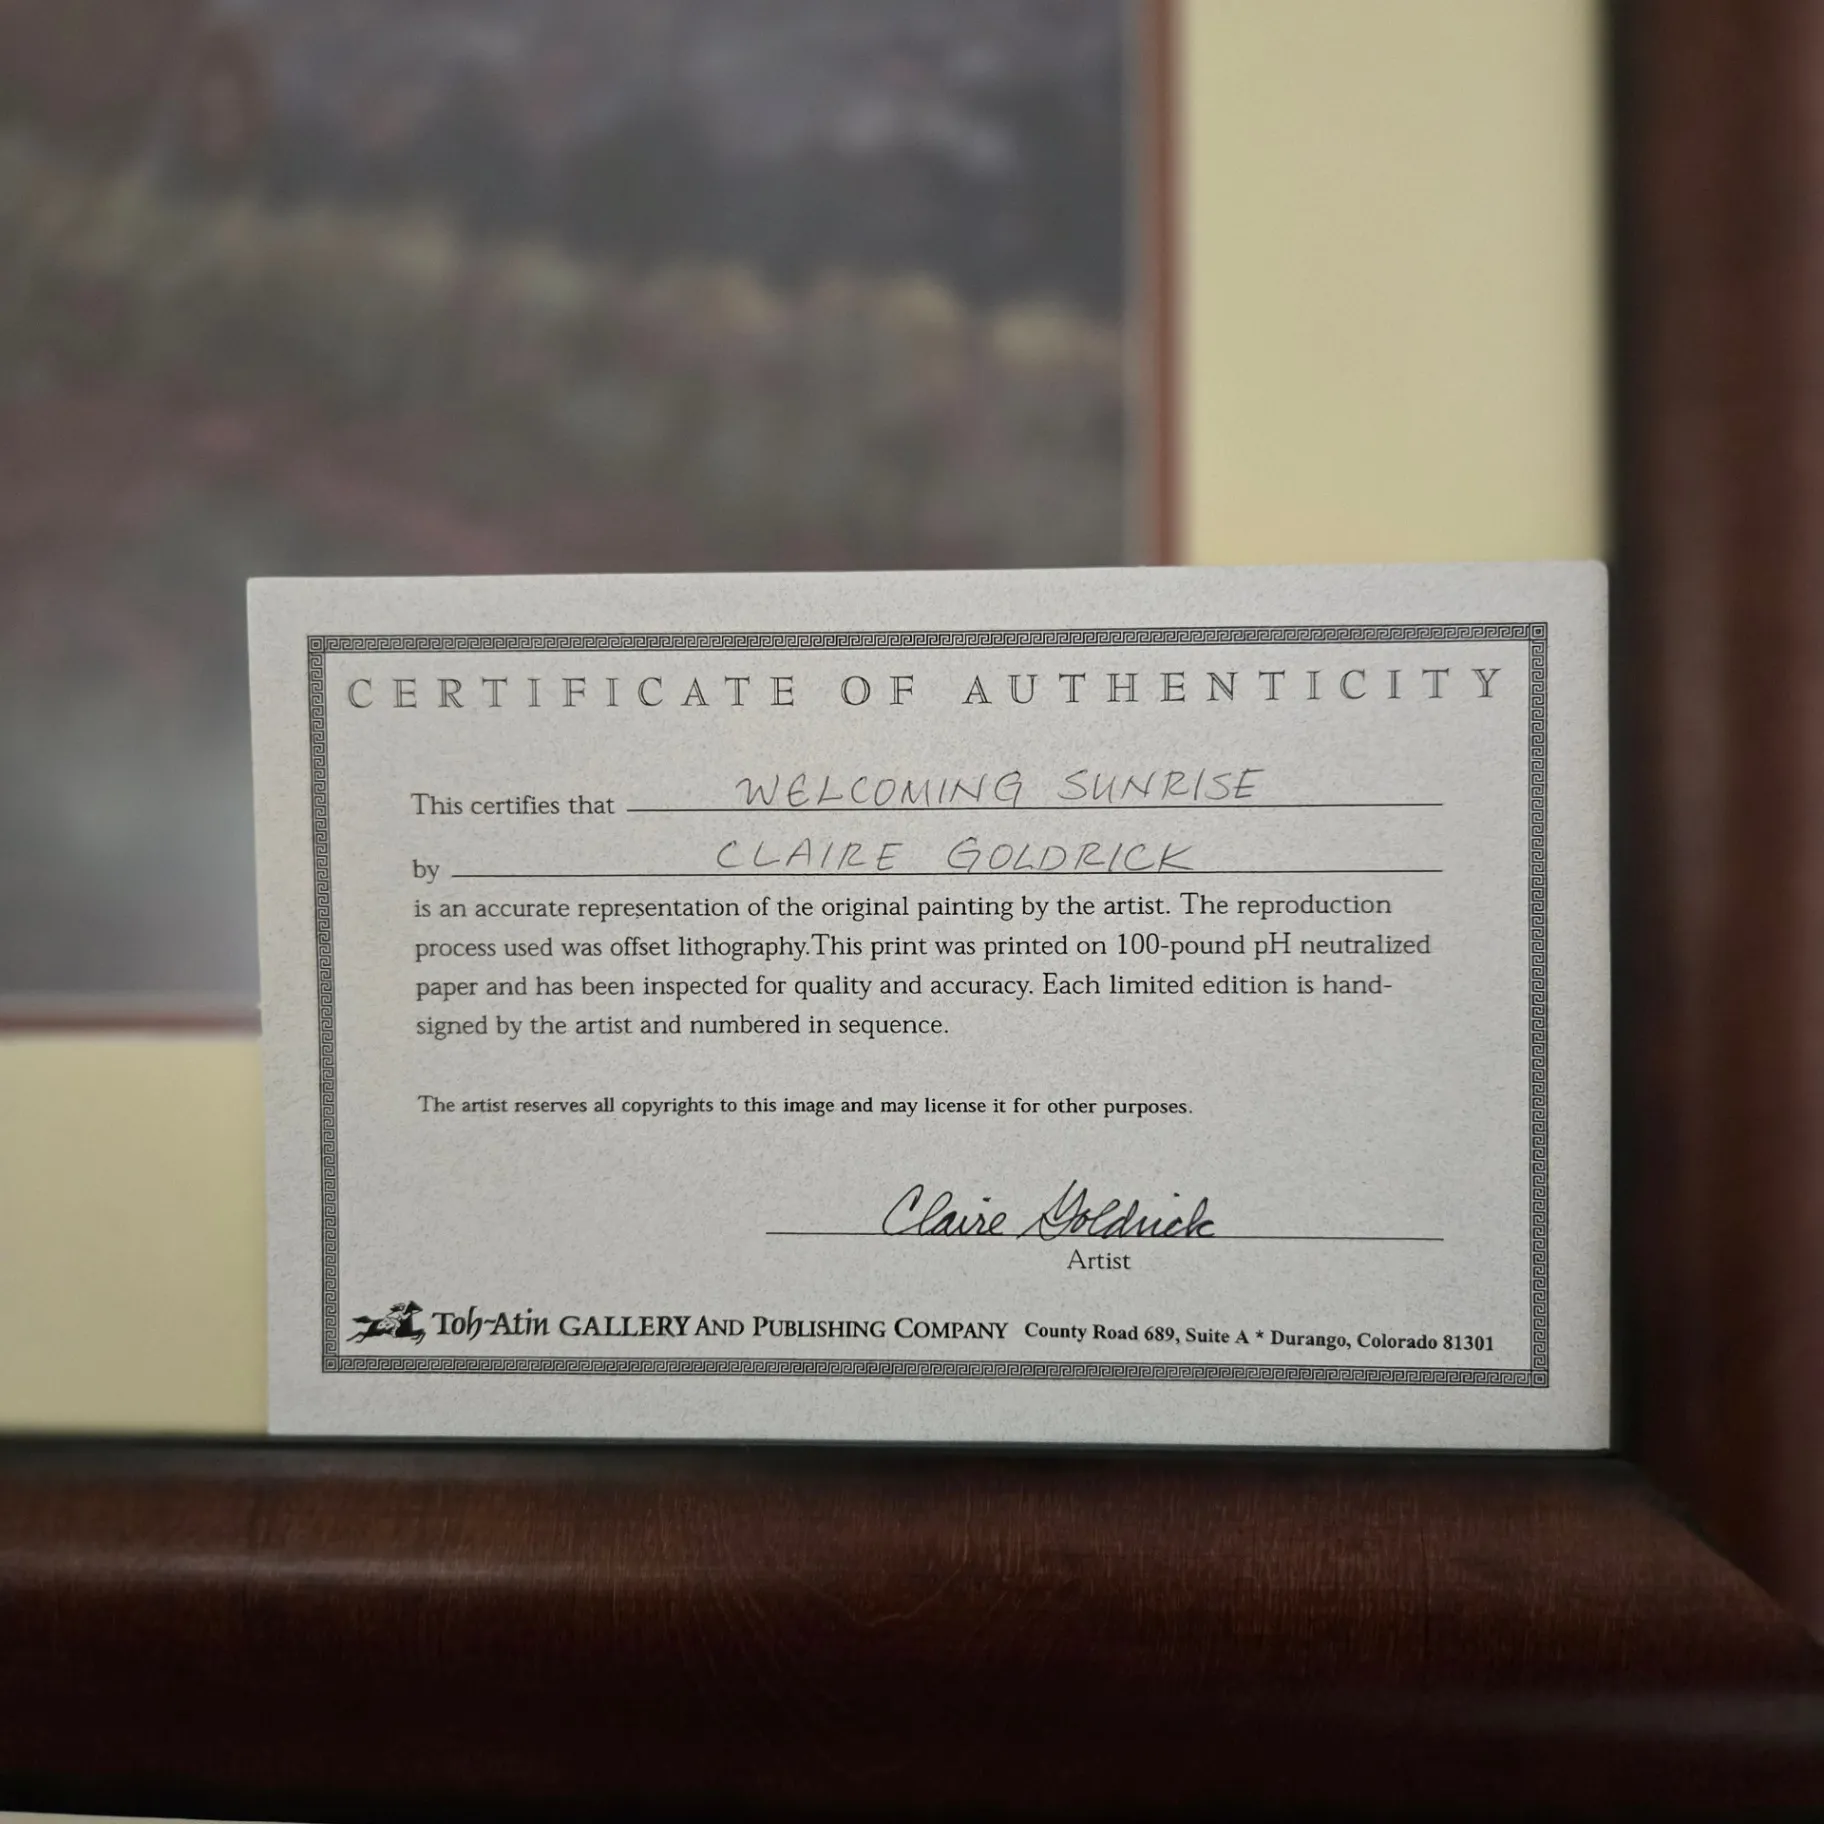 CERTIFICATE OF AUTHENTICITY
This certifies that WELCOMING SUNRISE
by CLAIRE GOLDRICK
is an accurate representation of the original painting by the artist. The reproduction
process used was offset lithography.This print was printed on 100-pound pH neutralized
paper and has been inspected for quality and accuracy. Each limited edition is hand-
signed by the artist and numbered in sequence.
The artist reserves all copyrights to this image and may license it for other purposes.
Claire Goldrick
Artist
Toh-Atin GALLERY AND PUBLISHING COMPANY County Road 689, Suite A * Durango, Colorado 81301